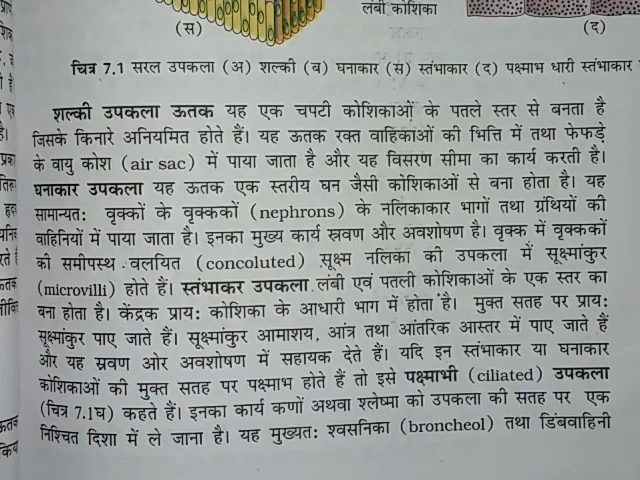 लंबी कोशिका
(स) (द)
चित्र 7.1 सरल उपकला (अ) शल्की (ब) घनाकार (स) स्तंभाकार (द) पक्ष्माभ धारी स्तंभाकार
शल्की उपकला ऊतक यह एक चपटी कोशिकाओं के पतले स्तर से बनता है
जिसके किनारे अनियमित होते हैं। यह ऊतक रक्त वाहिकाओं की भित्ति में तथा फेफड़े
के वायु कोश (air sac) में पाया जाता है और यह विसरण सीमा का कार्य करती है।
घनाकार उपकला यह ऊतक एक स्तरीय घन जैसी कोशिकाओं से बना होता है। यह
सामान्यतः वृक्कों के वृक्ककों (nephrons) के नलिकाकार भागों तथा ग्रंथियों की
वाहिनियों में पाया जाता है। इनका मुख्य कार्य स्रवण और अवशोषण है। वृक्क में वृक्ककों
की समीपस्थ वलयित (concoluted) सूक्ष्म नलिका की उपकला में सूक्ष्मांकुर
(microvilli) होते हैं। स्तंभाकर उपकला लंबी एवं पतली कोशिकाओं के एक स्तर का
बना होता है। केंद्रक प्रायः कोशिका के आधारी भाग में होता है। मुक्त सतह पर प्रायः
सूक्ष्मांकुर पाए जाते हैं। सूक्ष्मांकुर आमाशय, आंत्र तथा आंतरिक आस्तर में पाए जाते हैं
और यह स्रवण ओर अवशोषण में सहायक देते हैं। यदि इन स्तंभाकार या घनाकार
कोशिकाओं की मुक्त सतह पर पक्ष्माभ होते हैं तो इसे पक्ष्माभी (ciliated) उपकला
(चित्र 7.1घ) कहते हैं। इनका कार्य कणों अथवा श्लेष्मा को उपकला की सतह पर एक
निश्चित दिशा में ले जाना है। यह मुख्यतः श्वसनिका (broncheol) तथा डिंबवाहिनी